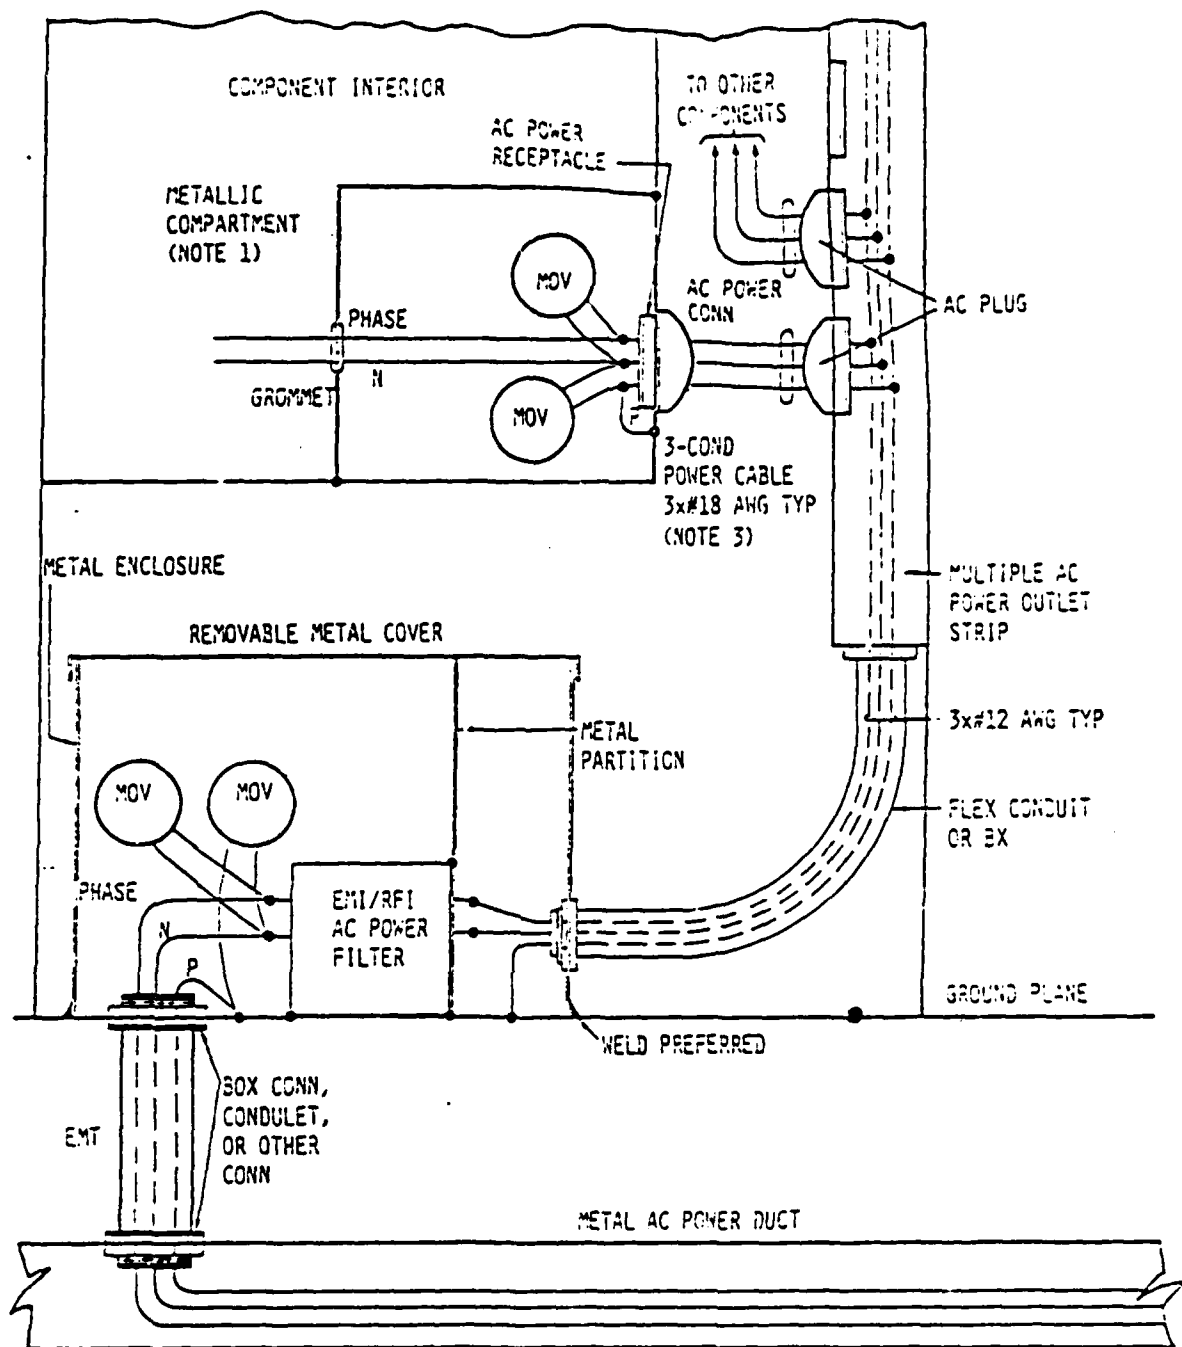 COMPONENT INTERIOR
TO OTHER
COMPONENTS
AC POWER
RECEPTACLE
METALLIC
COMPARTMENT
(NOTE 1)
MOV
PHASE
N
GROMMET
MOV
P
AC POWER
CONN
AC PLUG
3-COND
POWER CABLE
3x#18 AWG TYP
(NOTE 3)
METAL ENCLOSURE
MULTIPLE AC
POWER OUTLET
STRIP
REMOVABLE METAL COVER
METAL
PARTITION
3x#12 AWG TYP
MOV
MOV
FLEX CONDUIT
OR BX
PHASE
N
P
EMI/RFI
AC POWER
FILTER
GROUND PLANE
WELD PREFERRED
BOX CONN,
CONDULET,
OR OTHER
CONN
EMT
METAL AC POWER DUCT